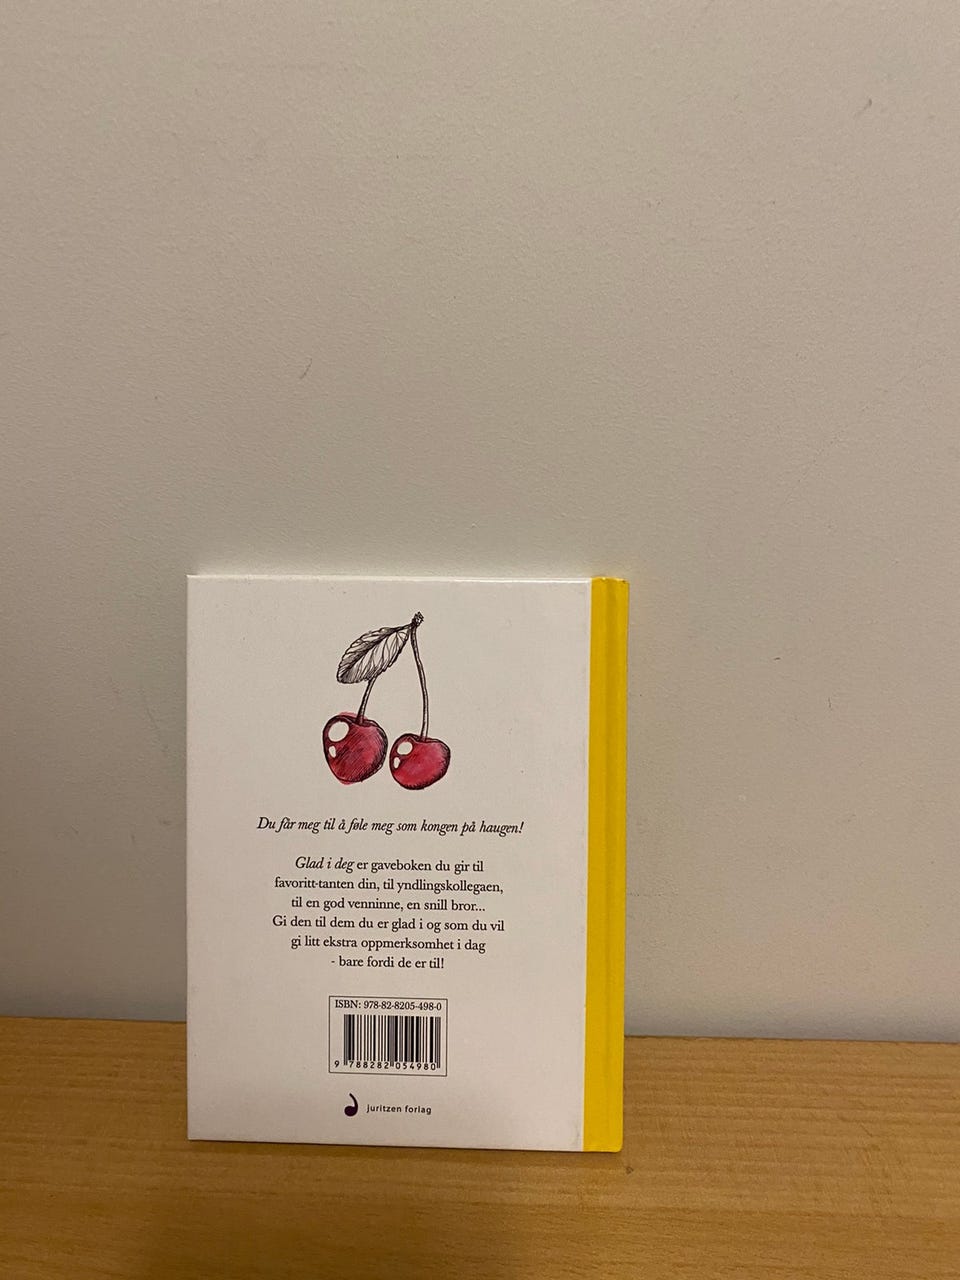 Du får meg til å føle meg som kongen på haugen!
Glad i deg er gaveboken du gir til
favoritt-tanten din, til yndlingskollegaen,
til en god venninne, en snill bror...
Gi den til dem du er glad i og som du vil
gi litt ekstra oppmerksomhet i dag
- bare fordi de er til!
ISBN: 978-82-8205-498-0
9 788282 054980
juritzen forlag